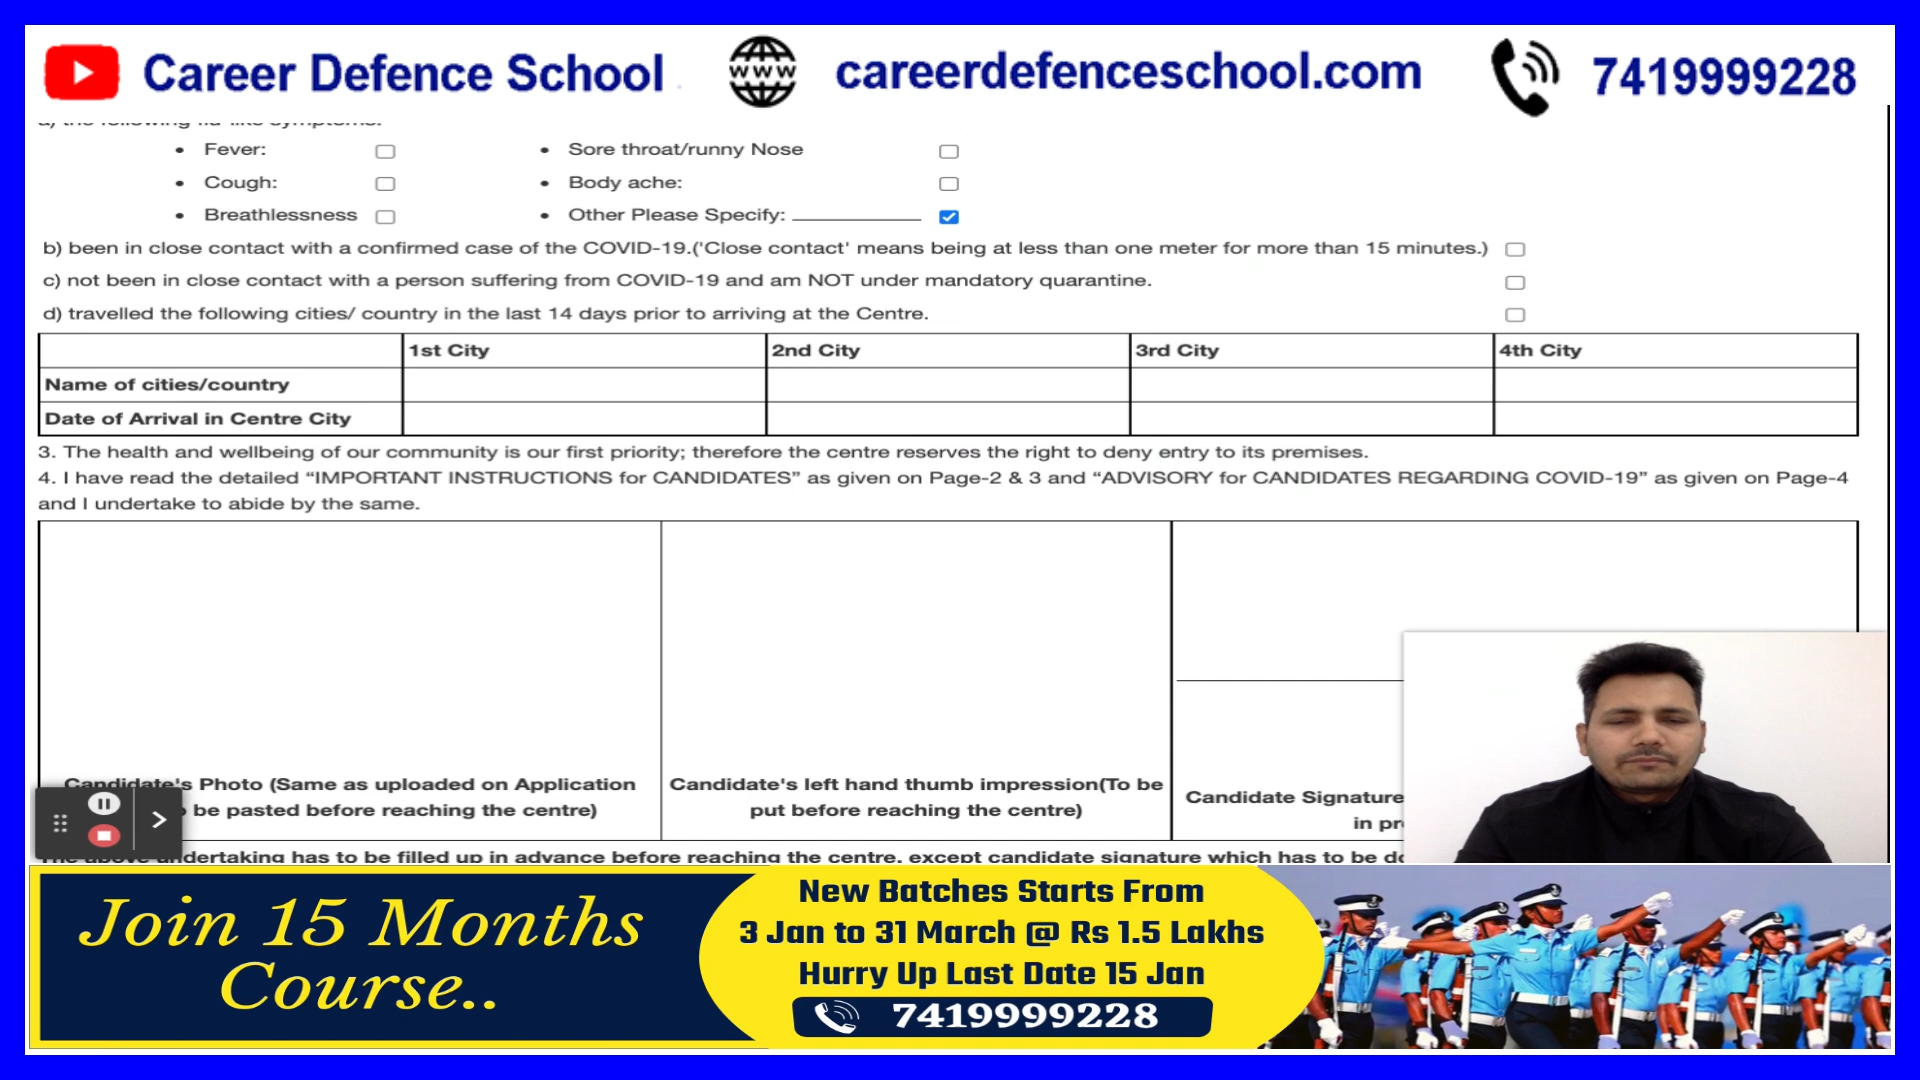 Career Defence School
www
careerdefenceschool.com
7419999228
a) the following flu-like symptoms:
• Fever:
• Sore throat/runny Nose
• Cough:
• Body ache:
• Breathlessness
• Other Please Specify: ____________
b) been in close contact with a confirmed case of the COVID-19.('Close contact' means being at less than one meter for more than 15 minutes.)
c) not been in close contact with a person suffering from COVID-19 and am NOT under mandatory quarantine.
d) travelled the following cities/ country in the last 14 days prior to arriving at the Centre.
1st City 2nd City 3rd City 4th City
Name of cities/country
Date of Arrival in Centre City
3. The health and wellbeing of our community is our first priority; therefore the centre reserves the right to deny entry to its premises.
4. I have read the detailed “IMPORTANT INSTRUCTIONS for CANDIDATES” as given on Page-2 & 3 and “ADVISORY for CANDIDATES REGARDING COVID-19” as given on Page-4
and I undertake to abide by the same.
Candidate's Photo (Same as uploaded on Application
be pasted before reaching the centre)
Candidate's left hand thumb impression(To be
put before reaching the centre)
Candidate Signature
in
The above undertaking has to be filled up in advance before reaching the centre, except candidate signature which has to be
Join 15 Months
Course..
New Batches Starts From
3 Jan to 31 March @ Rs 1.5 Lakhs
Hurry Up Last Date 15 Jan
7419999228